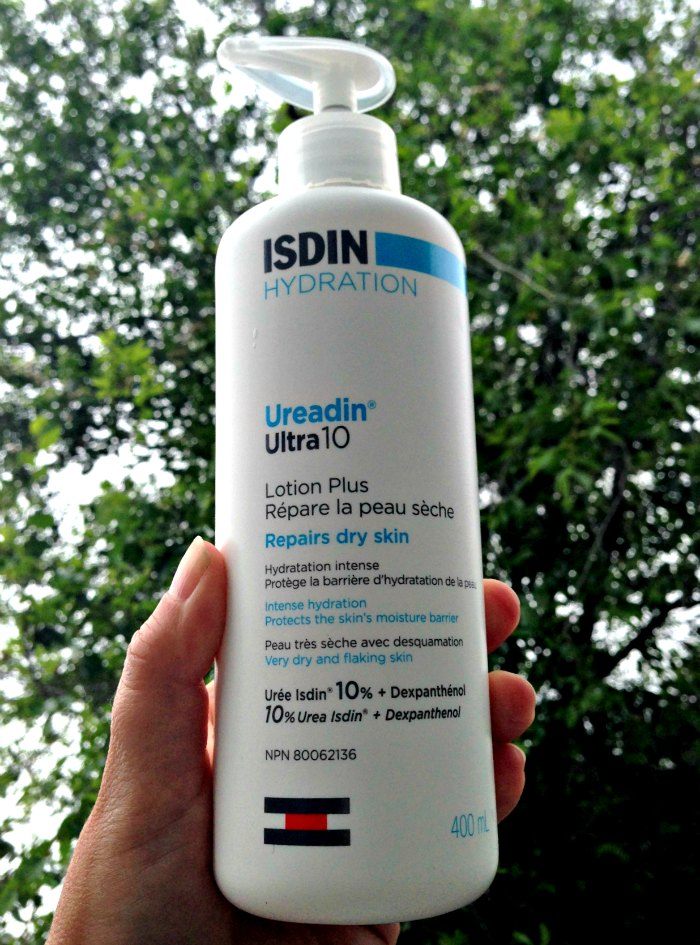 ISDIN
HYDRATION
Ureadin®
Ultra10
Lotion Plus
Répare la peau sèche
Repairs dry skin
Hydratation intense
Protège la barrière d'hydratation de la peau
Intense hydration
Protects the skin's moisture barrier
Peau très sèche avec desquamation
Very dry and flaking skin
Urée Isdin® 10% + Dexpanthénol
10% Urea Isdin® + Dexpanthenol
NPN 80062136
400 mL